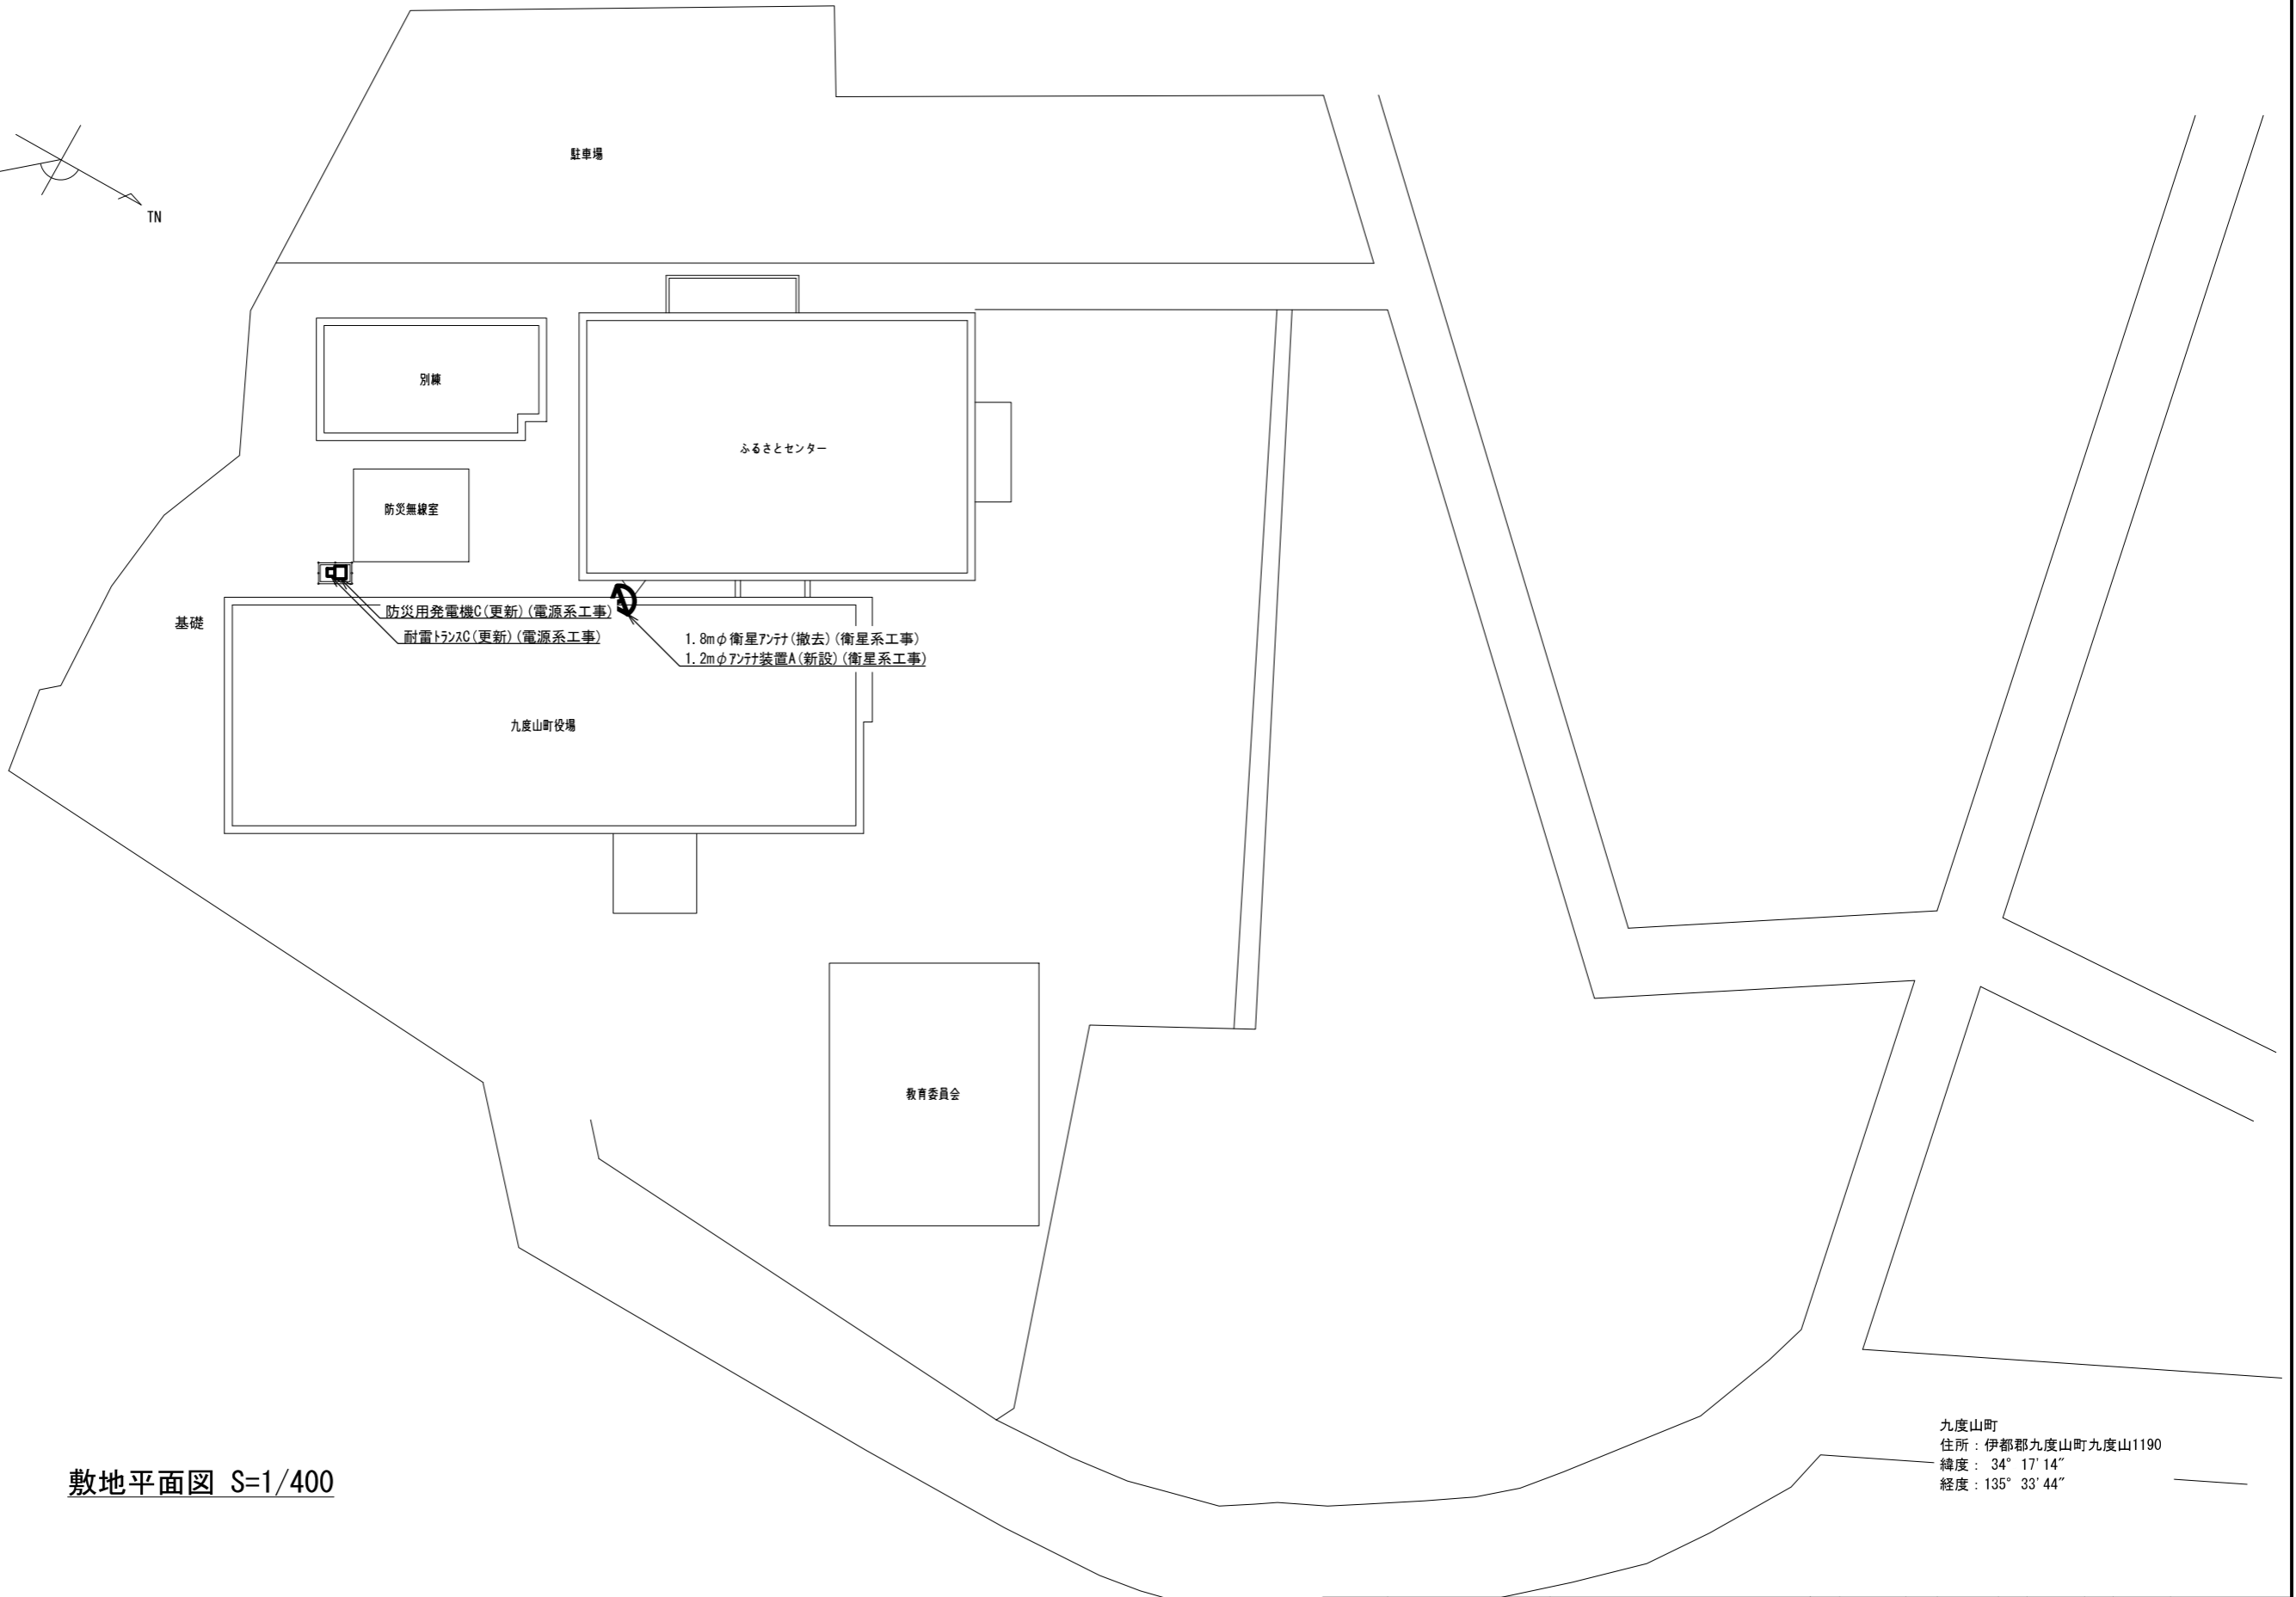 駐車場
TN
別棟
ふるさとセンター
防災無線室
防災用発電機C(更新)(電源系工事)
基礎
耐雷トランスC(更新)(電源系工事)
1.8mφ衛星アンテナ(撤去)(衛星系工事)
1.2mφアンテナ装置A(新設)(衛星系工事)
九度山町役場
教育委員会
九度山町
住所：伊都郡九度山町九度山1190
緯度： 34° 17' 14″
経度：135° 33' 44″
敷地平面図 S=1/400